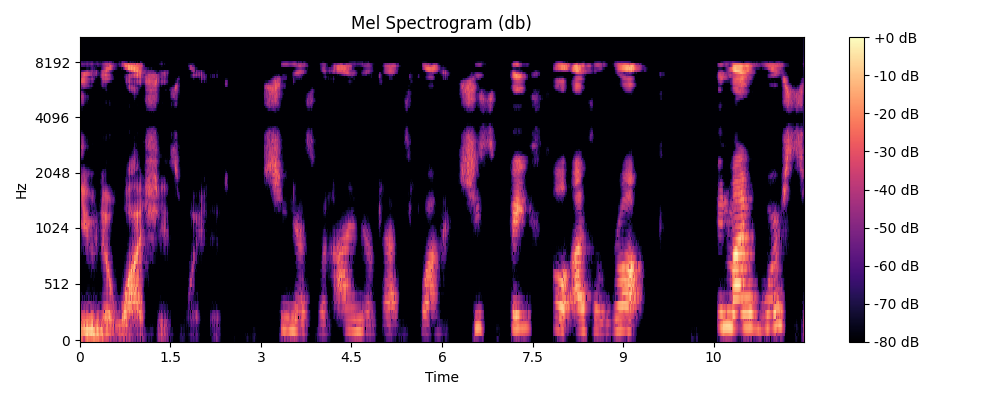 Mel Spectrogram (db)
8192
4096
2048
1024
512
0
Hz
0 1.5 3 4.5 6 7.5 9 10
Time
+0 dB
-10 dB
-20 dB
-30 dB
-40 dB
-50 dB
-60 dB
-70 dB
-80 dB